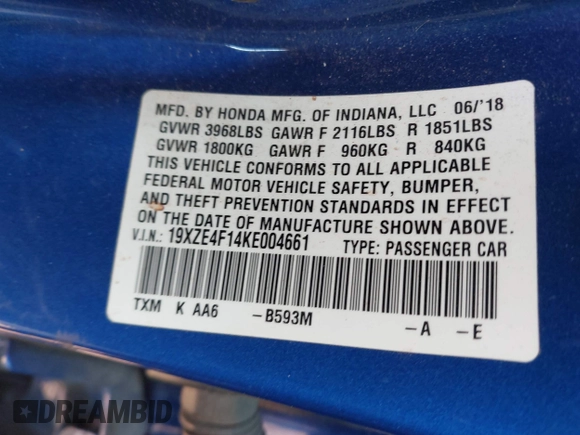 MFD. BY HONDA MFG. OF INDIANA, LLC 06/'18
GVWR 3968LBS GAWR F 2116LBS R 1851LBS
GVWR 1800KG GAWR F 960KG R 840KG
THIS VEHICLE CONFORMS TO ALL APPLICABLE
FEDERAL MOTOR VEHICLE SAFETY, BUMPER,
AND THEFT PREVENTION STANDARDS IN EFFECT
ON THE DATE OF MANUFACTURE SHOWN ABOVE.
V.I.N.: 19XZE4F14KE004661 TYPE: PASSENGER CAR
TXM K AA6 -B593M -A -E
DREAMBID